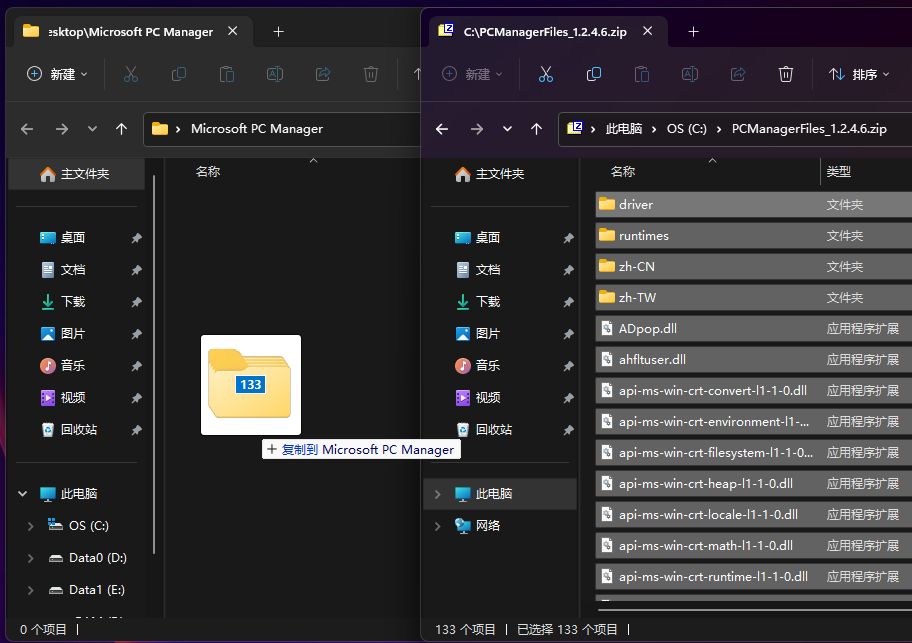 esktop\Microsoft PC Manager
新建
Microsoft PC Manager
主文件夹
名称
桌面
文档
下载
图片
音乐
视频
回收站
此电脑
OS (C:)
Data0 (D:)
Data1 (E:)
0 个项目
133
+ 复制到 Microsoft PC Manager
C:\PCManagerFiles_1.2.4.6.zip
新建
排序
此电脑 > OS (C:) > PCManagerFiles_1.2.4.6.zip
主文件夹
桌面
文档
下载
图片
音乐
视频
回收站
此电脑
网络
名称 类型
driver 文件夹
runtimes 文件夹
zh-CN 文件夹
zh-TW 文件夹
ADpop.dll 应用程序扩展
ahfltuser.dll 应用程序扩展
api-ms-win-crt-convert-l1-1-0.dll 应用程序扩展
api-ms-win-crt-environment-l1-... 应用程序扩展
api-ms-win-crt-filesystem-l1-1-0... 应用程序扩展
api-ms-win-crt-heap-l1-1-0.dll 应用程序扩展
api-ms-win-crt-locale-l1-1-0.dll 应用程序扩展
api-ms-win-crt-math-l1-1-0.dll 应用程序扩展
api-ms-win-crt-runtime-l1-1-0.dll 应用程序扩展
133 个项目 | 已选择 133 个项目 |